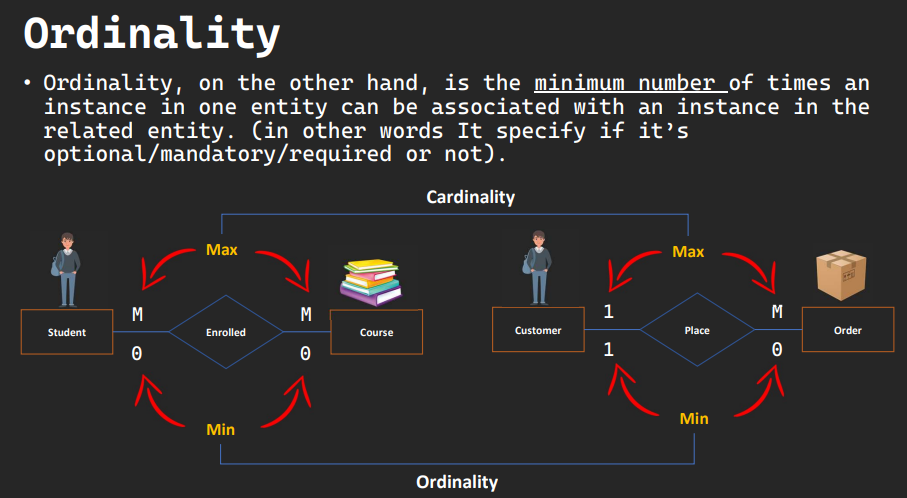 Ordinality
• Ordinality, on the other hand, is the minimum number of times an
instance in one entity can be associated with an instance in the
related entity. (in other words It specify if it's
optional/mandatory/required or not).
Cardinality
Max
Max
M
M
1
M
Student
Enrolled
Course
Customer
Place
Order
0
0
1
0
Min
Min
Ordinality